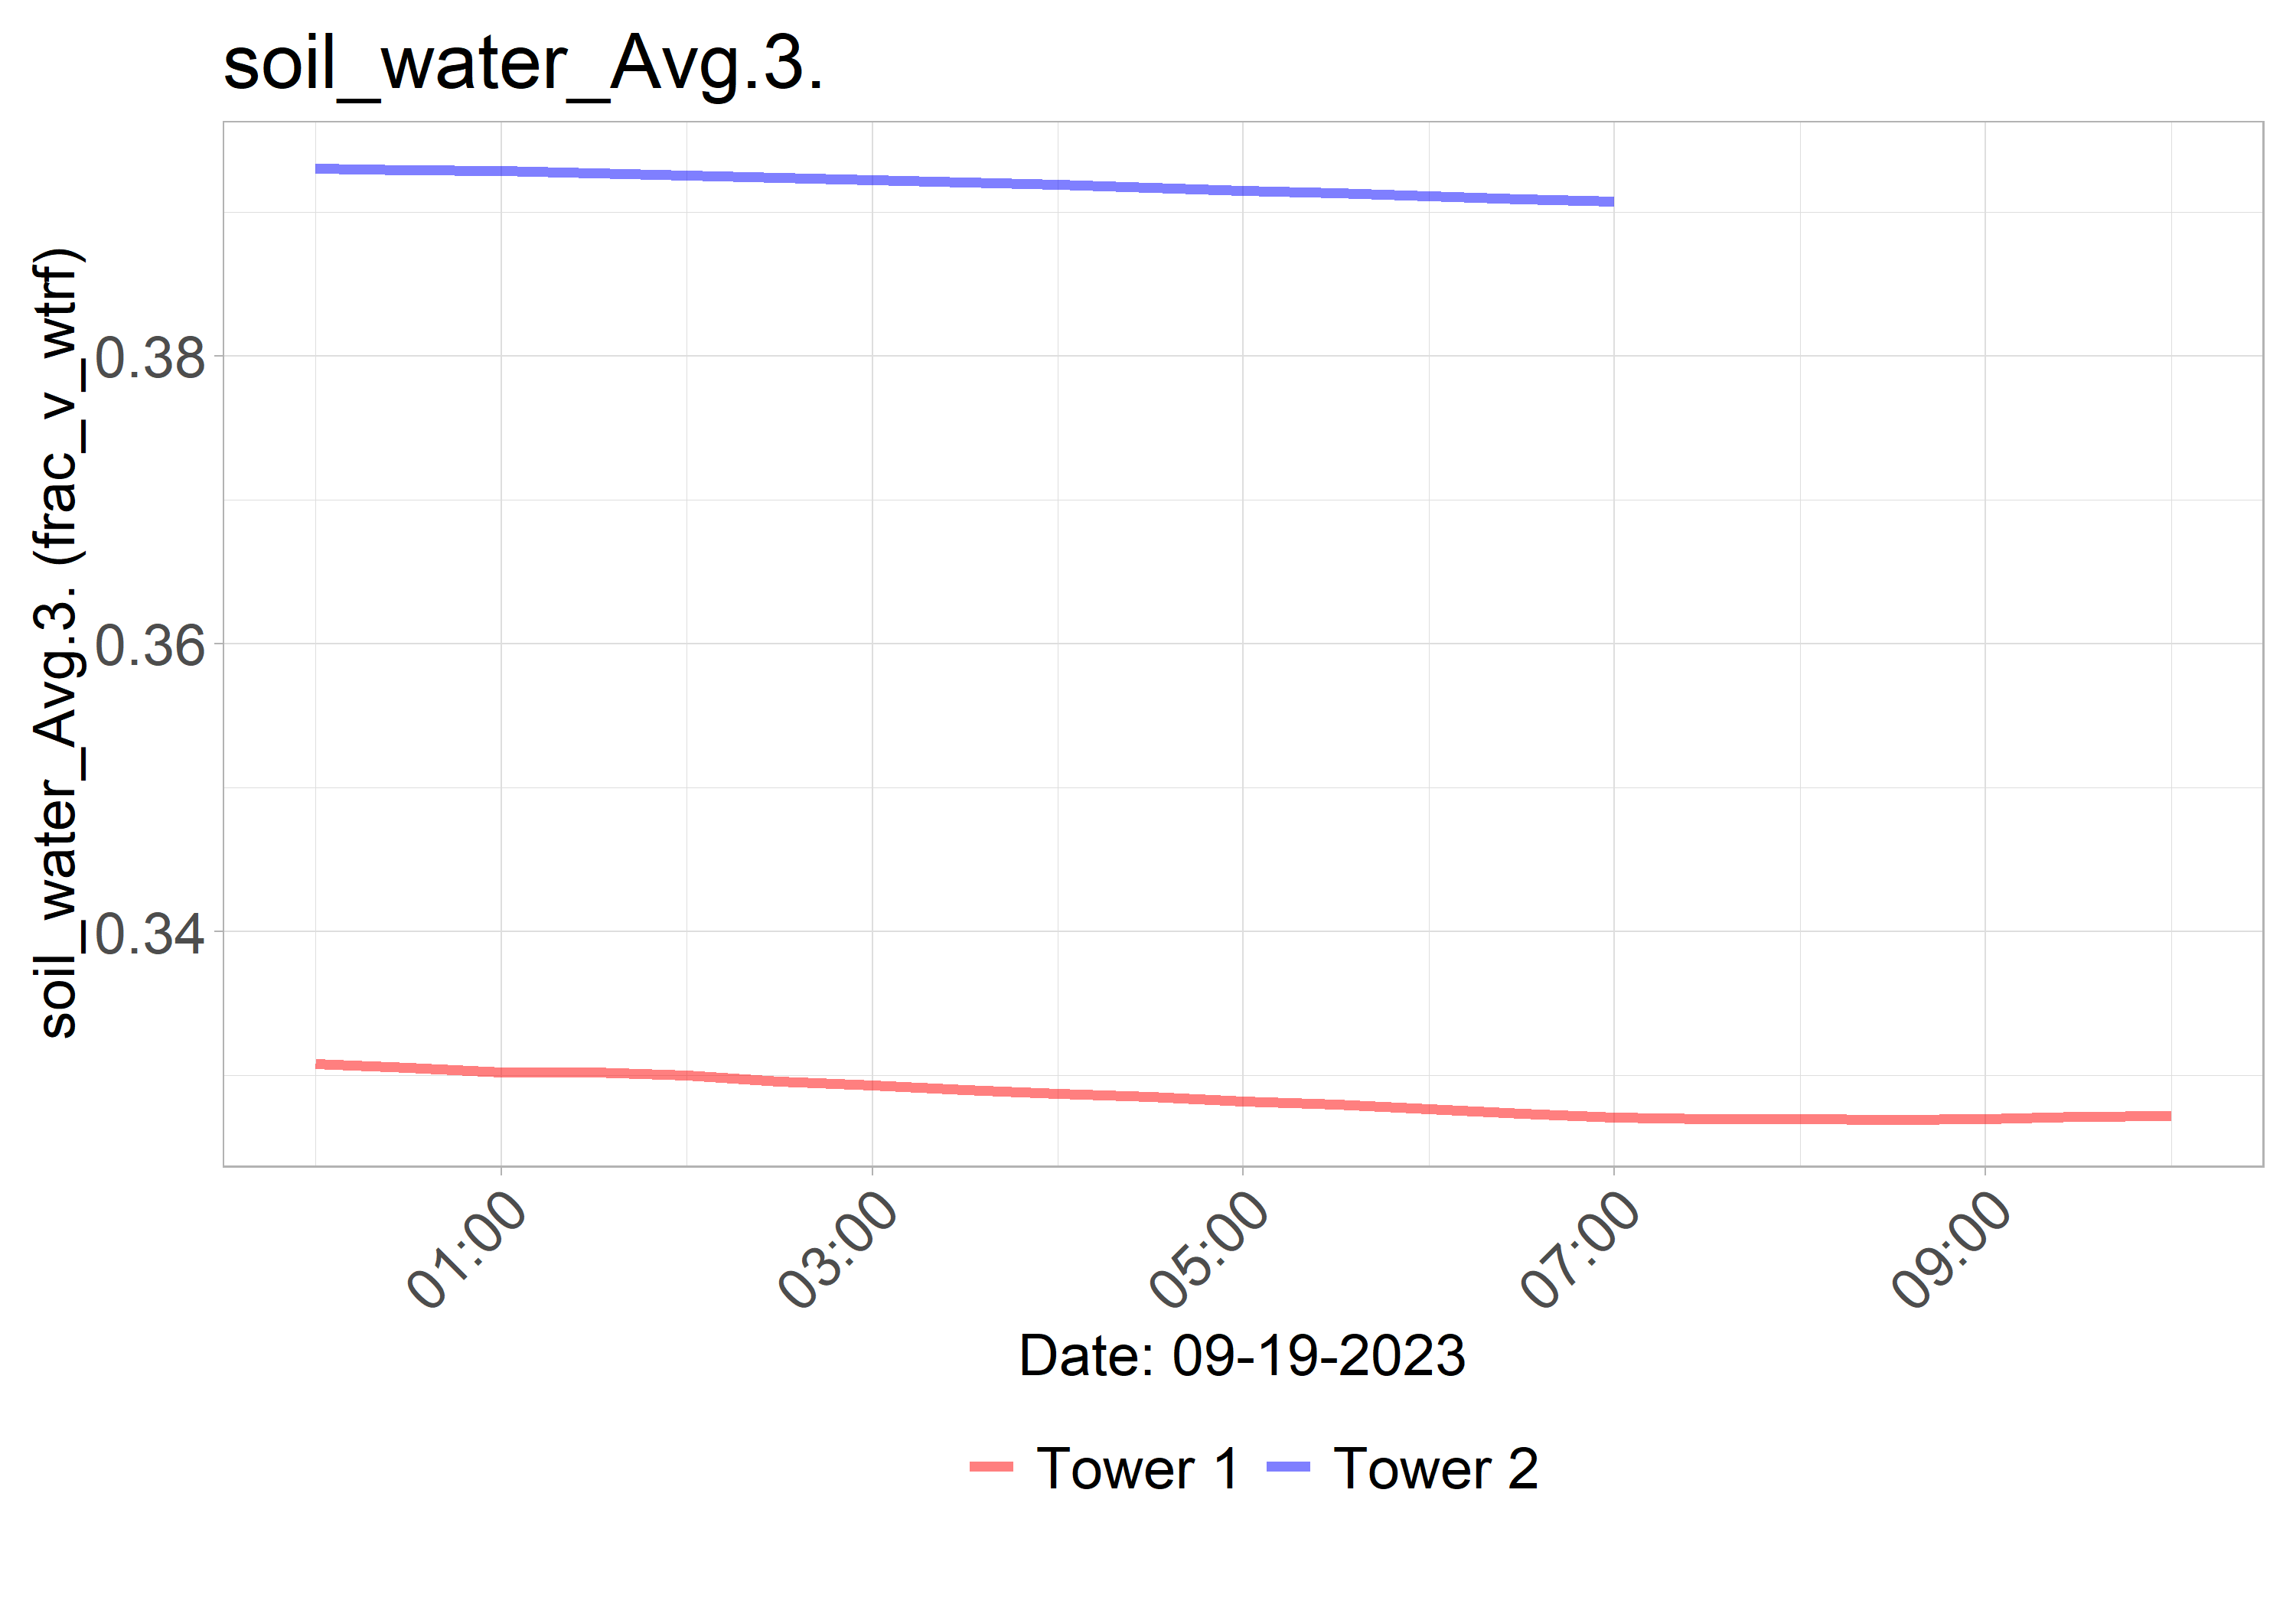 soil_water_Avg.3.
soil_water_Avg.3. (frac_v_wtrf)
0.38
0.36
0.34
01:00
03:00
05:00
07:00
09:00
Date: 09-19-2023
Tower 1
Tower 2